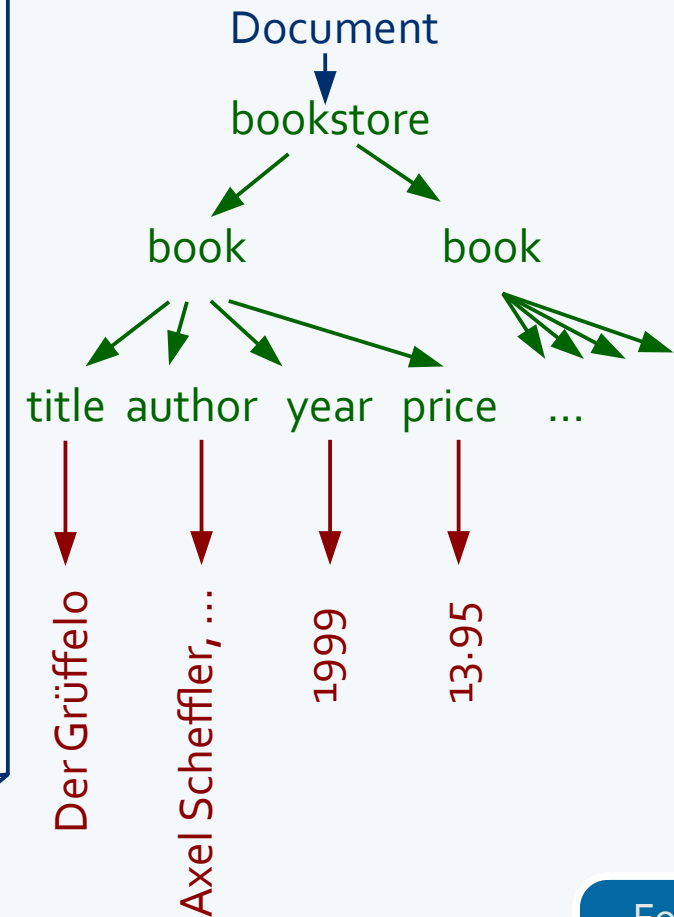 Document
bookstore
book book
title author year price ...
Der Grüffelo
Axel Scheffler, ...
1999
13.95